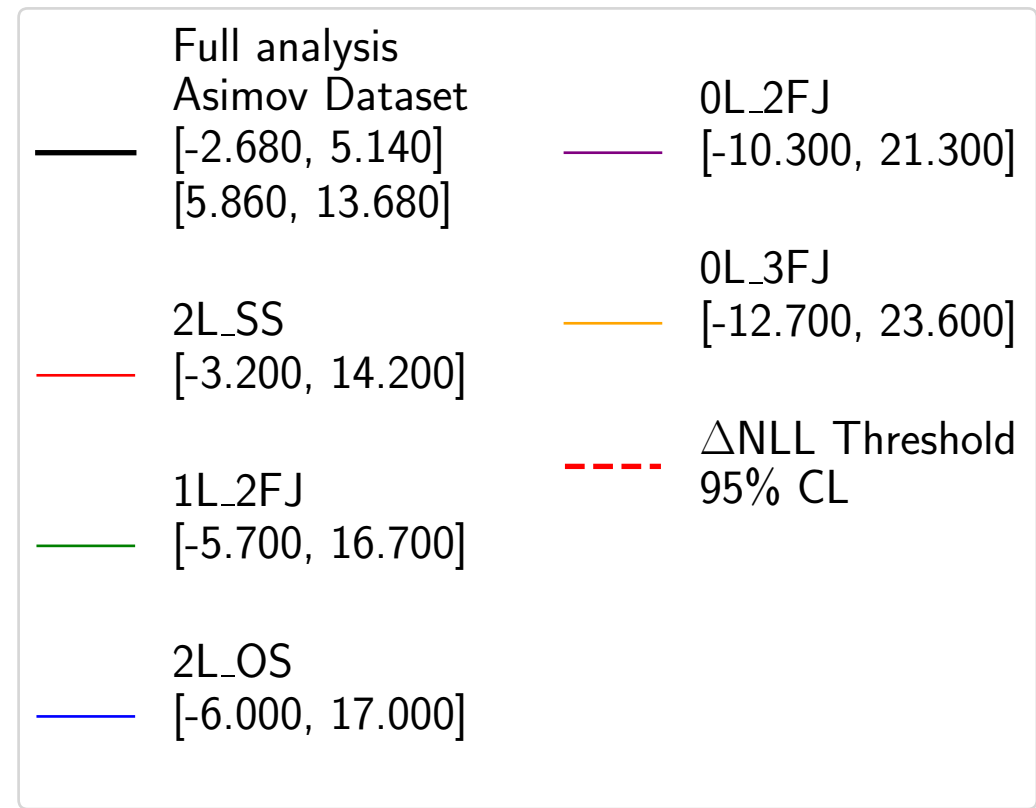 Full analysis
Asimov Dataset
[-2.680, 5.140]
[5.860, 13.680]
2L_SS
[-3.200, 14.200]
1L_2FJ
[-5.700, 16.700]
2L_OS
[-6.000, 17.000]
0L_2FJ
[-10.300, 21.300]
0L_3FJ
[-12.700, 23.600]
ΔNLL Threshold
95% CL